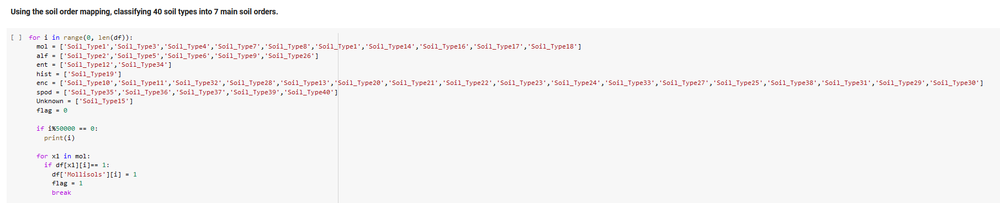 Using the soil order mapping, classifying 40 soil types into 7 main soil orders.
[ ] for i in range(0, len(df)):
mol = ['Soil_Type1','Soil_Type3','Soil_Type4','Soil_Type7','Soil_Type8','Soil_Type1','Soil_Type14','Soil_Type16','Soil_Type17','Soil_Type18']
alf = ['Soil_Type2','Soil_Type5','Soil_Type6','Soil_Type9','Soil_Type26']
ent = ['Soil_Type12','Soil_Type34']
hist = ['Soil_Type19']
enc = ['Soil_Type10','Soil_Type11','Soil_Type32','Soil_Type28','Soil_Type13','Soil_Type20','Soil_Type21','Soil_Type22','Soil_Type23','Soil_Type24','Soil_Type33','Soil_Type27','Soil_Type25','Soil_Type38','Soil_Type31','Soil_Type29','Soil_Type30']
spod = ['Soil_Type35','Soil_Type36','Soil_Type37','Soil_Type39','Soil_Type40']
Unknown = ['Soil_Type15']
flag = 0
if i%50000 == 0:
print(i)
for x1 in mol:
if df[x1][i]== 1:
df['Mollisols'][i] = 1
flag = 1
break